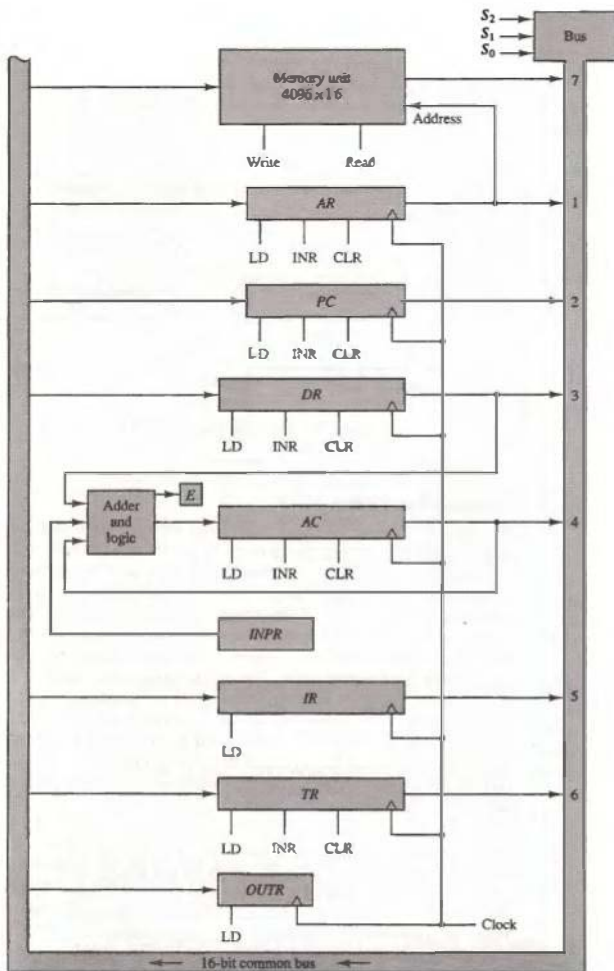 S₂
S₁
S₀
Bus
Memory unit
4096 × 16
7
Address
Write
Read
AR
1
LD
INR
CLR
PC
2
LD
INR
CLR
DR
3
LD
INR
CLR
Adder
and
logic
E
AC
4
LD
INR
CLR
INPR
IR
5
LD
TR
6
LD
INR
CLR
OUTR
LD
Clock
16-bit common bus